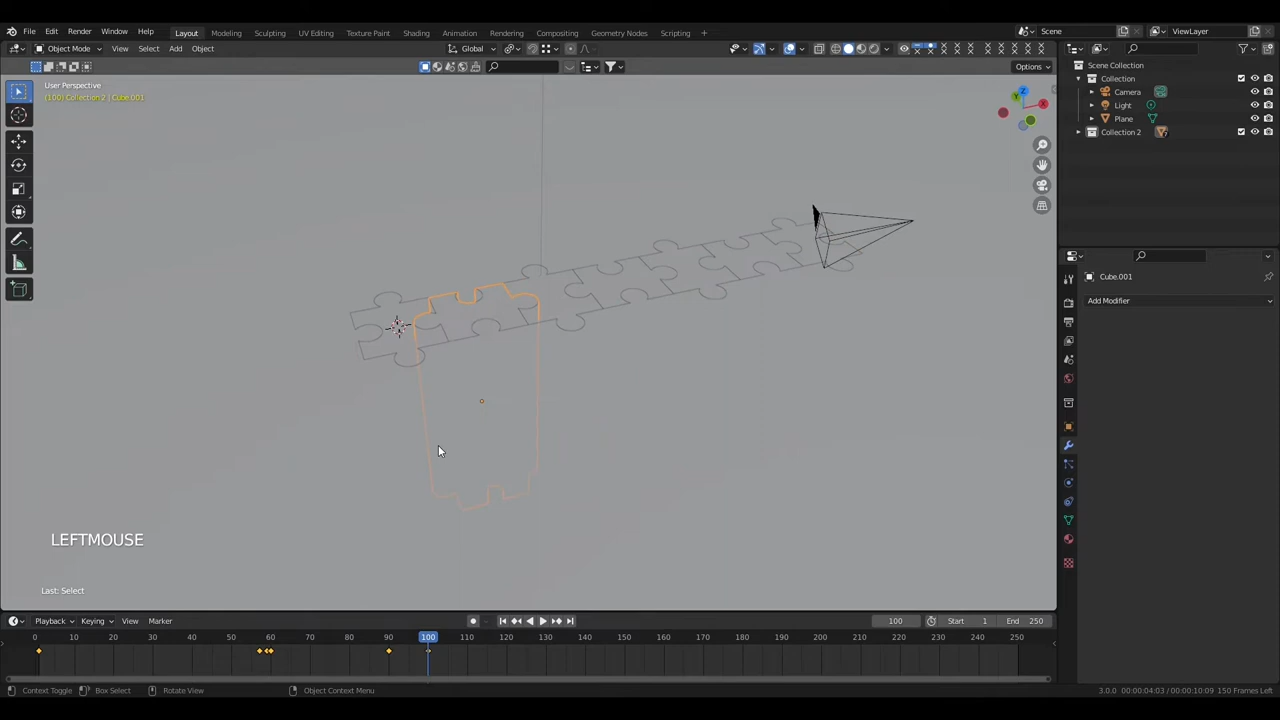 File Edit Render Window Help Layout Modeling Sculpting UV Editing Texture Paint Shading Animation Rendering Compositing Geometry Nodes Scripting + Scene ViewLayer
Object Mode View Select Add Object Global
Options
User Perspective
(100) Collection 2 | Cube.001
Z
Y
X
Scene Collection
Collection
Camera
Light
Plane
Collection 2
Cube.001
Add Modifier
LEFTMOUSE
Last: Select
Playback Keying View Marker 100 Start 1 End 250
0 10 20 30 40 50 60 70 80 90 100 110 120 130 140 150 160 170 180 190 200 210 220 230 240 250
Context Toggle Box Select Rotate View Object Context Menu 3.0.0 00:00:04:03 / 00:00:10:09 150 Frames Left